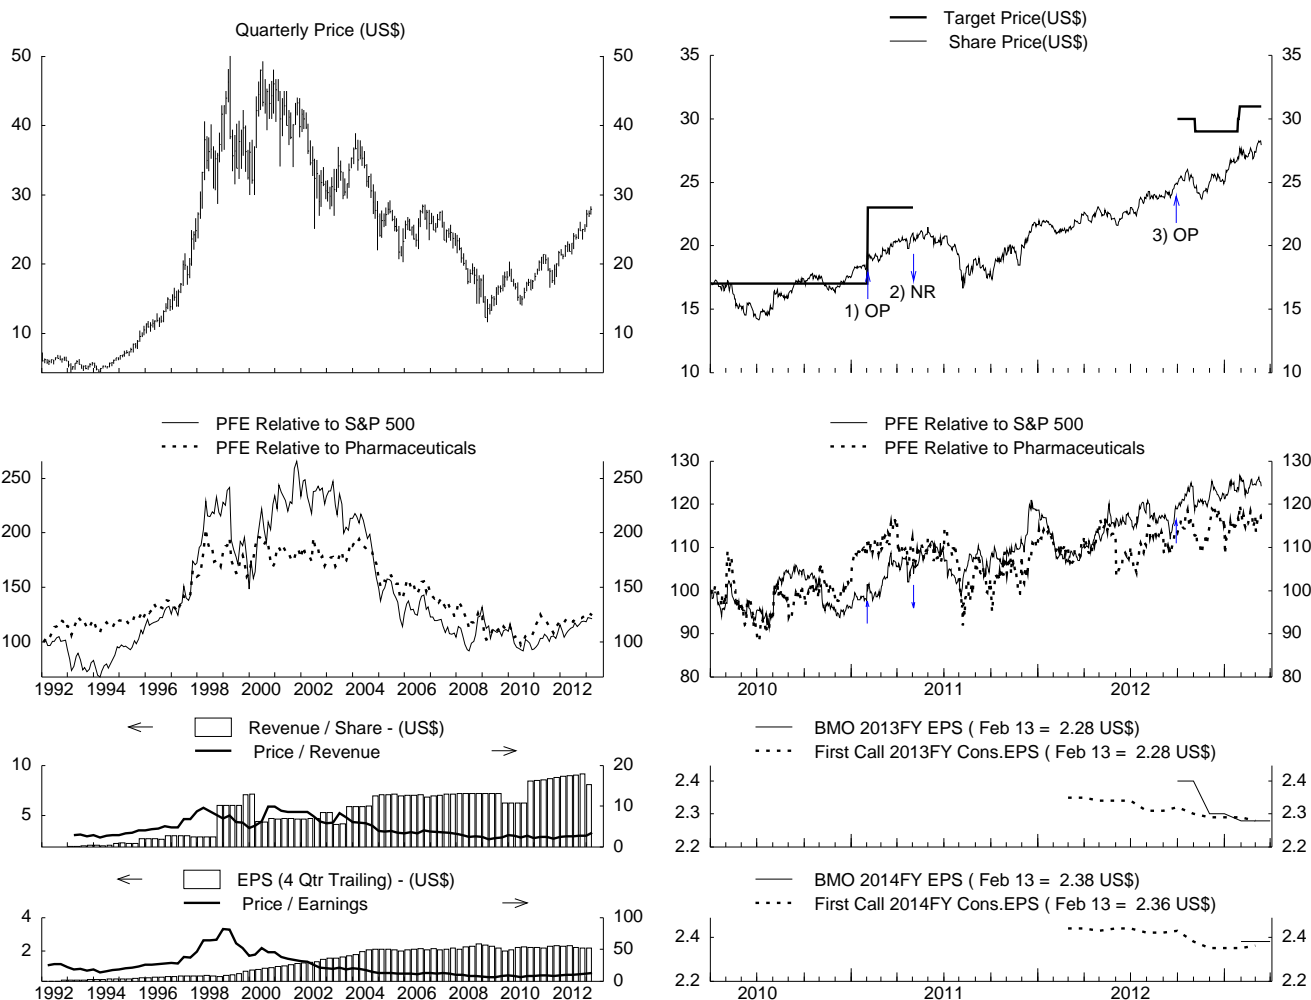 Quarterly Price (US$)
50
40
30
20
10
50
40
30
20
10
Target Price(US$)
Share Price(US$)
35
30
25
20
15
10
35
30
25
20
15
10
1) OP
2) NR
3) OP
PFE Relative to S&P 500
PFE Relative to Pharmaceuticals
250
200
150
100
250
200
150
100
1992 1994 1996 1998 2000 2002 2004 2006 2008 2010 2012
PFE Relative to S&P 500
PFE Relative to Pharmaceuticals
130
120
110
100
90
80
130
120
110
100
90
80
2010 2011 2012
Revenue / Share - (US$)
Price / Revenue
10
5
20
10
0
BMO 2013FY EPS ( Feb 13 = 2.28 US$)
First Call 2013FY Cons.EPS ( Feb 13 = 2.28 US$)
2.4
2.3
2.2
2.4
2.3
2.2
EPS (4 Qtr Trailing) - (US$)
Price / Earnings
4
2
100
50
0
1992 1994 1996 1998 2000 2002 2004 2006 2008 2010 2012
BMO 2014FY EPS ( Feb 13 = 2.38 US$)
First Call 2014FY Cons.EPS ( Feb 13 = 2.36 US$)
2.4
2.2
2.4
2.2
2010 2011 2012